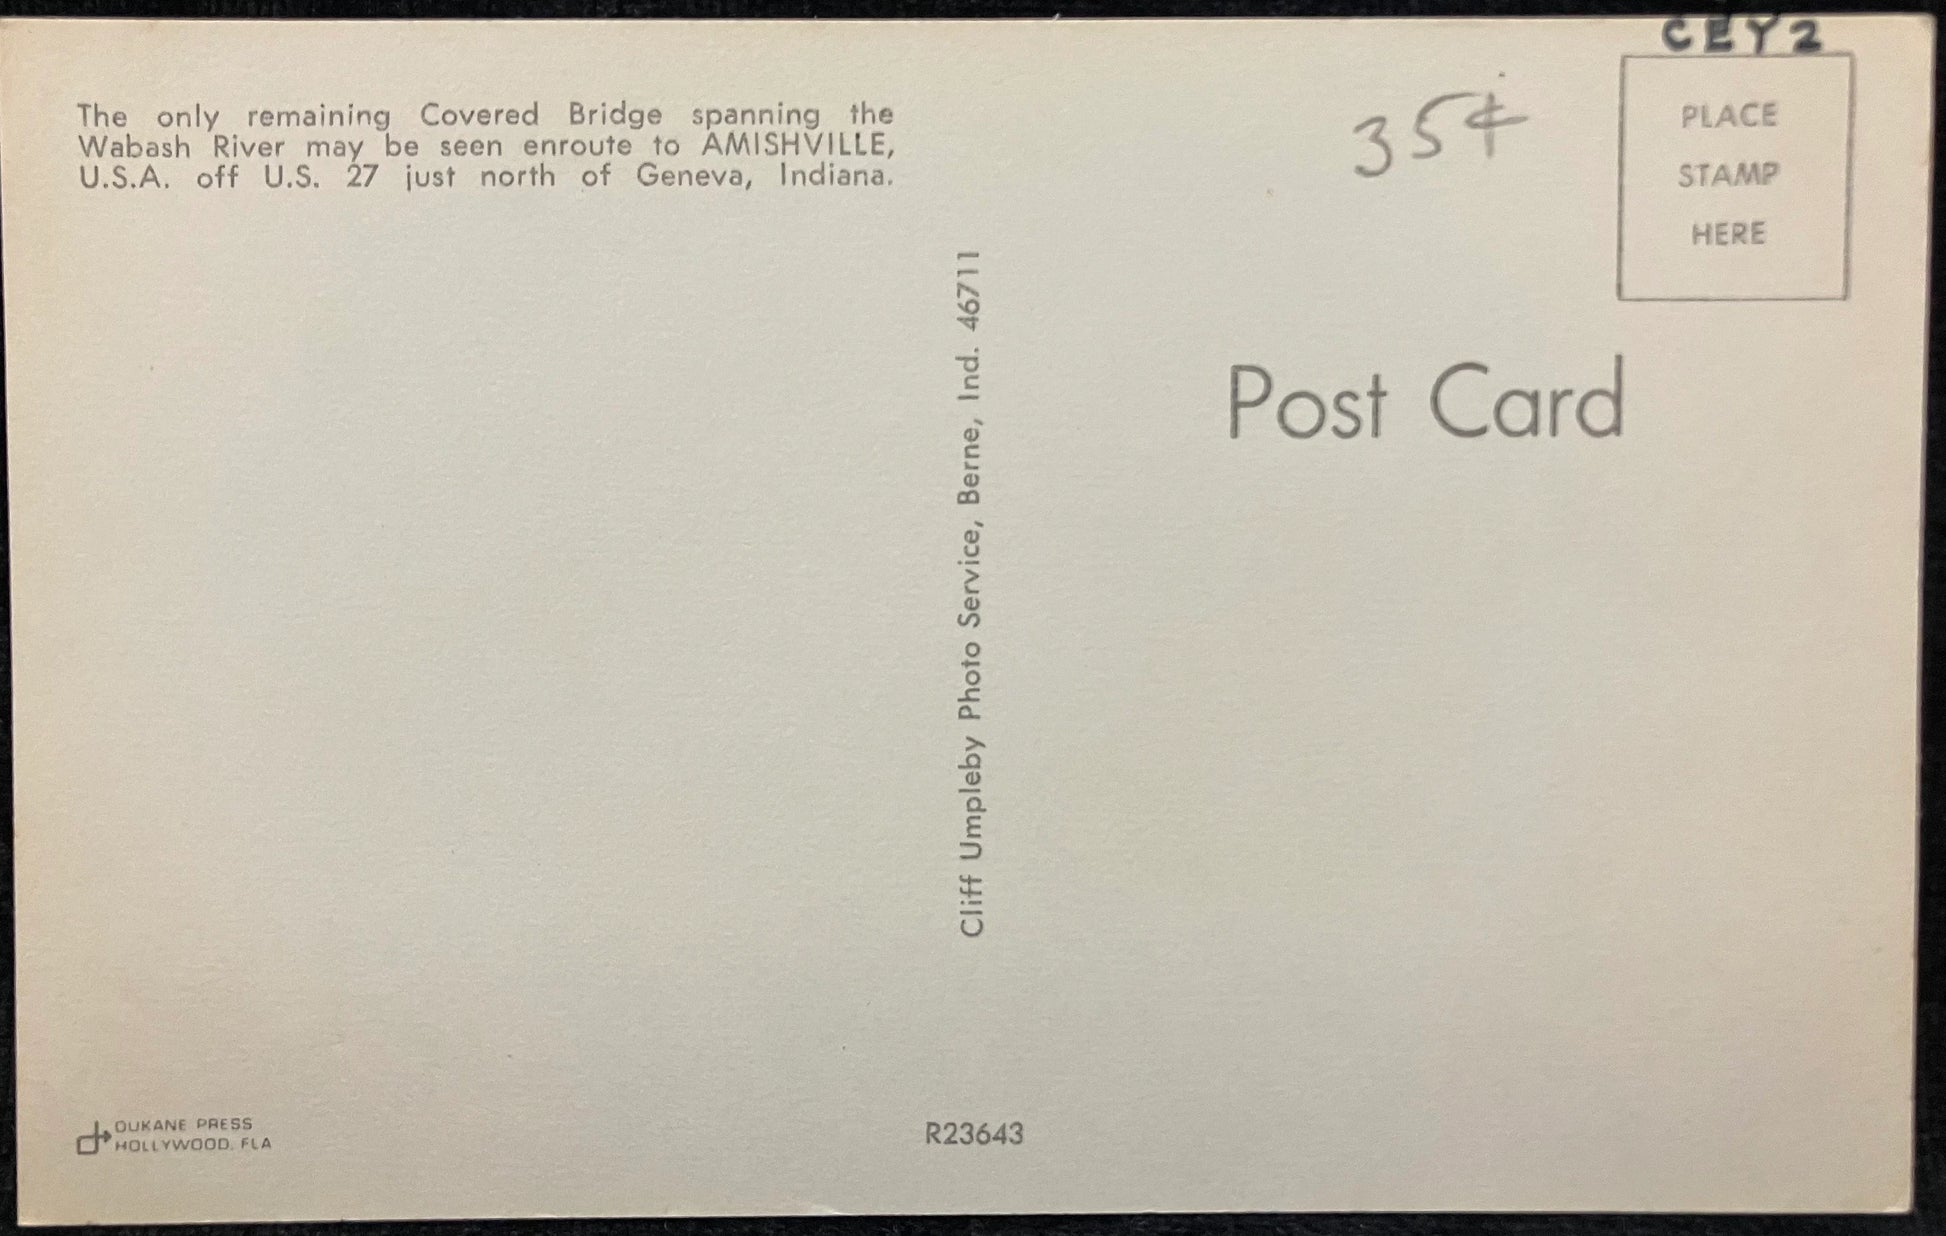 CEY2
The only remaining Covered Bridge spanning the
Wabash River may be seen enroute to AMISHVILLE,
U.S.A. off U.S. 27 just north of Geneva, Indiana.
35¢
PLACE
STAMP
HERE
Post Card
Cliff Umpleby Photo Service, Berne, Ind. 46711
DUKANE PRESS
HOLLYWOOD, FLA
R23643